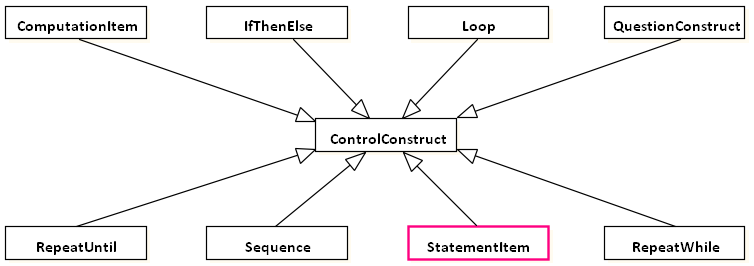 ComputationItem
IfThenElse
Loop
QuestionConstruct
ControlConstruct
RepeatUntil
Sequence
StatementItem
RepeatWhile